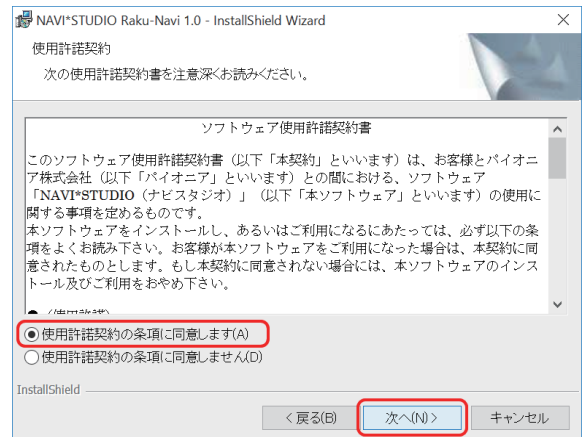 NAVI*STUDIO Raku-Navi 1.0 - InstallShield Wizard
使用許諾契約
次の使用許諾契約書を注意深くお読みください。
ソフトウェア使用許諾契約書
このソフトウェア使用許諾契約書（以下「本契約」といいます）は、お客様とパイオニ
ア株式会社（以下「パイオニア」といいます）との間における、ソフトウェア
「NAVI*STUDIO（ナビスタジオ）」（以下「本ソフトウェア」といいます）の使用に
関する事項を定めるものです。
本ソフトウェアをインストールし、あるいはご利用になるにあたっては、必ず以下の条
項をよくお読み下さい。お客様が本ソフトウェアをご利用になった場合は、本契約に同
意されたものとします。もし本契約に同意されない場合には、本ソフトウェアのインス
トール及びご利用をおやめ下さい。
使用許諾契約の条項に同意します(A)
使用許諾契約の条項に同意しません(D)
InstallShield
< 戻る(B)
次へ(N) >
キャンセル